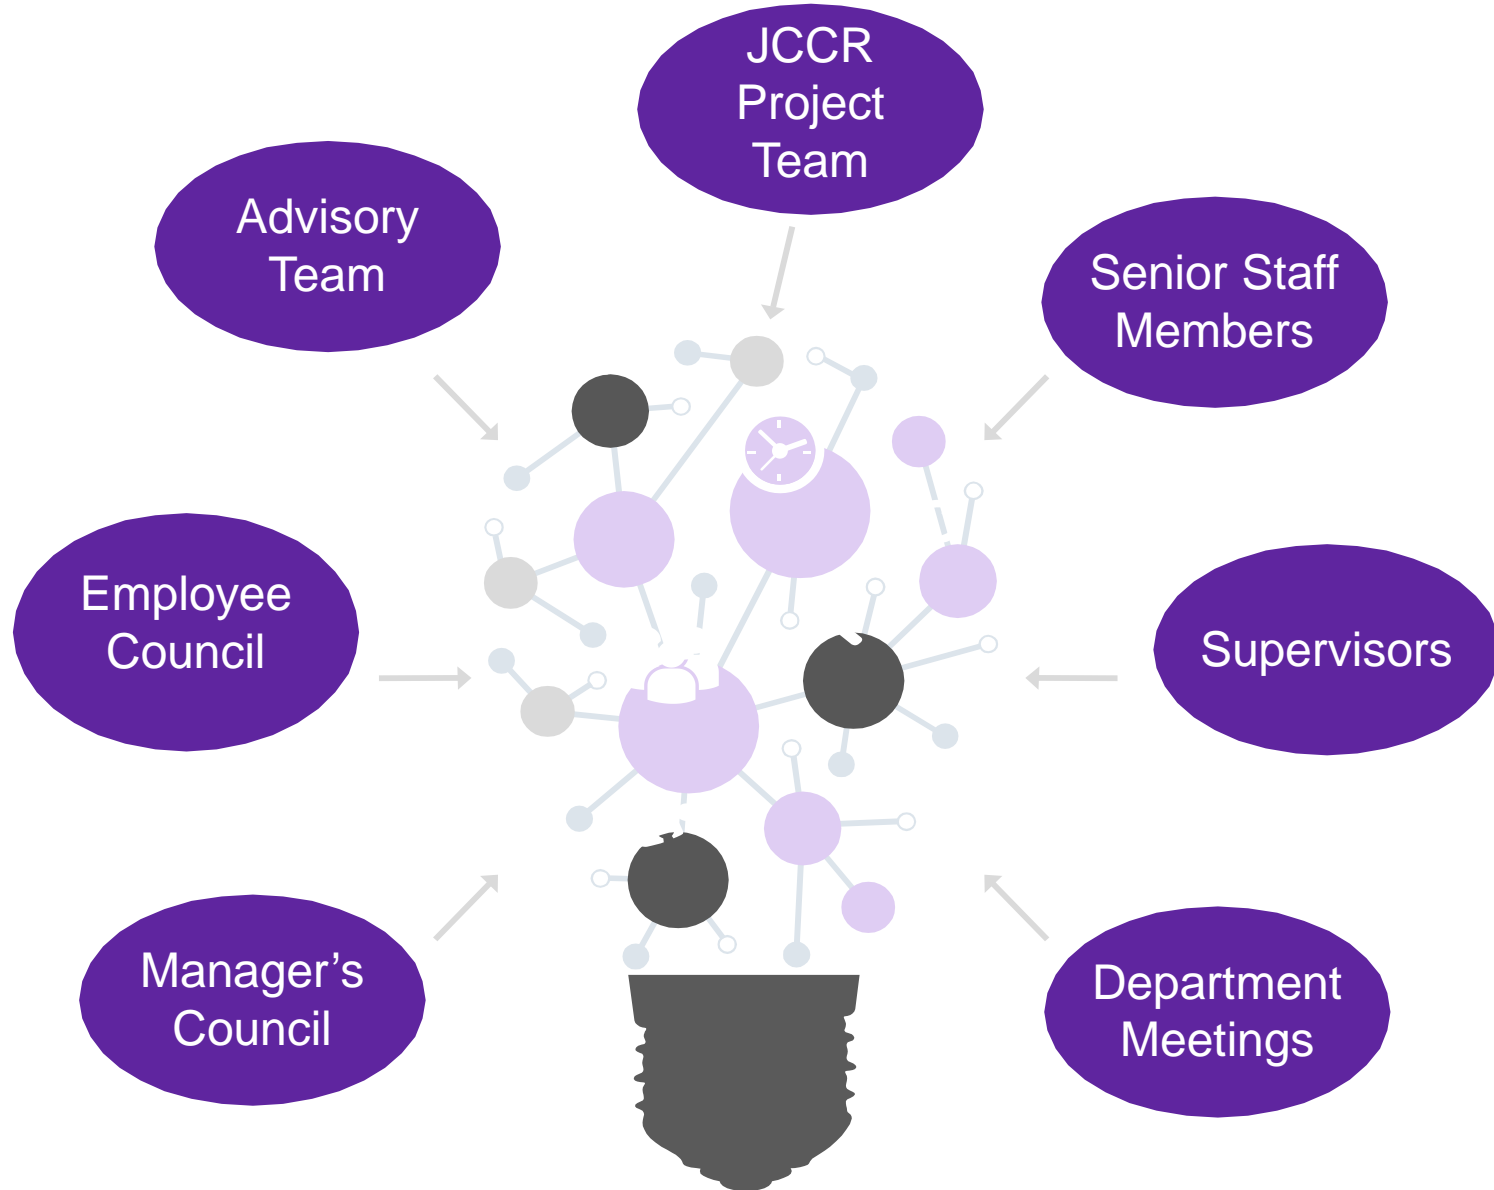 JCCR
Project
Team
Advisory
Team
Senior Staff
Members
Employee
Council
Supervisors
Manager’s
Council
Department
Meetings